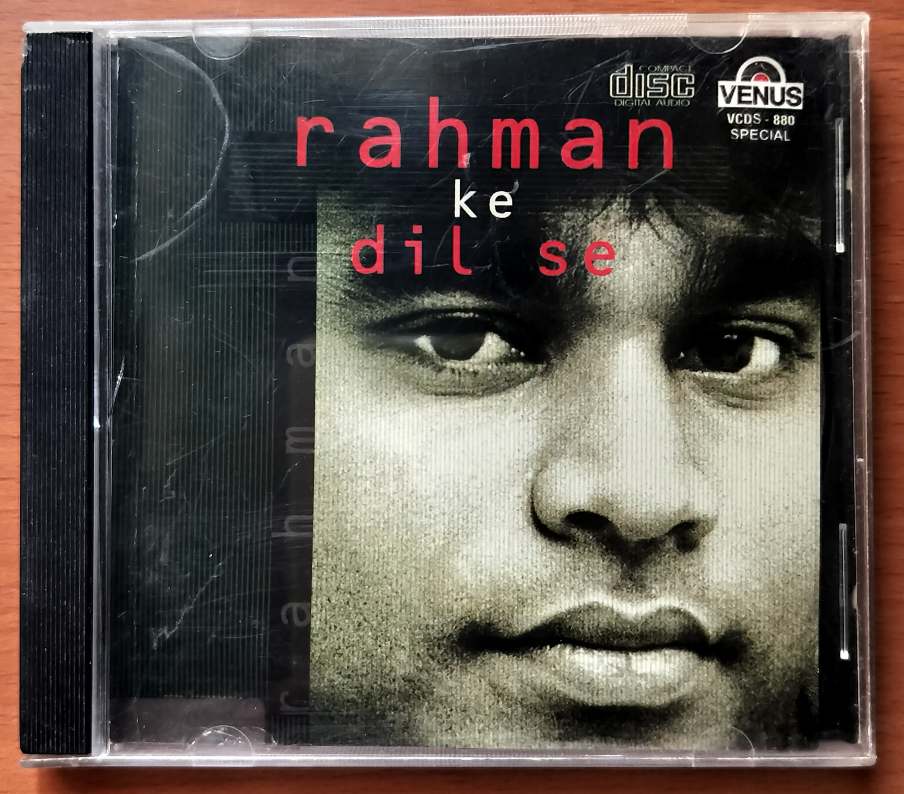 COMPACT
disc
DIGITAL AUDIO
VENUS
VCDS - 880
SPECIAL
rahman
ke
dil se
rahman